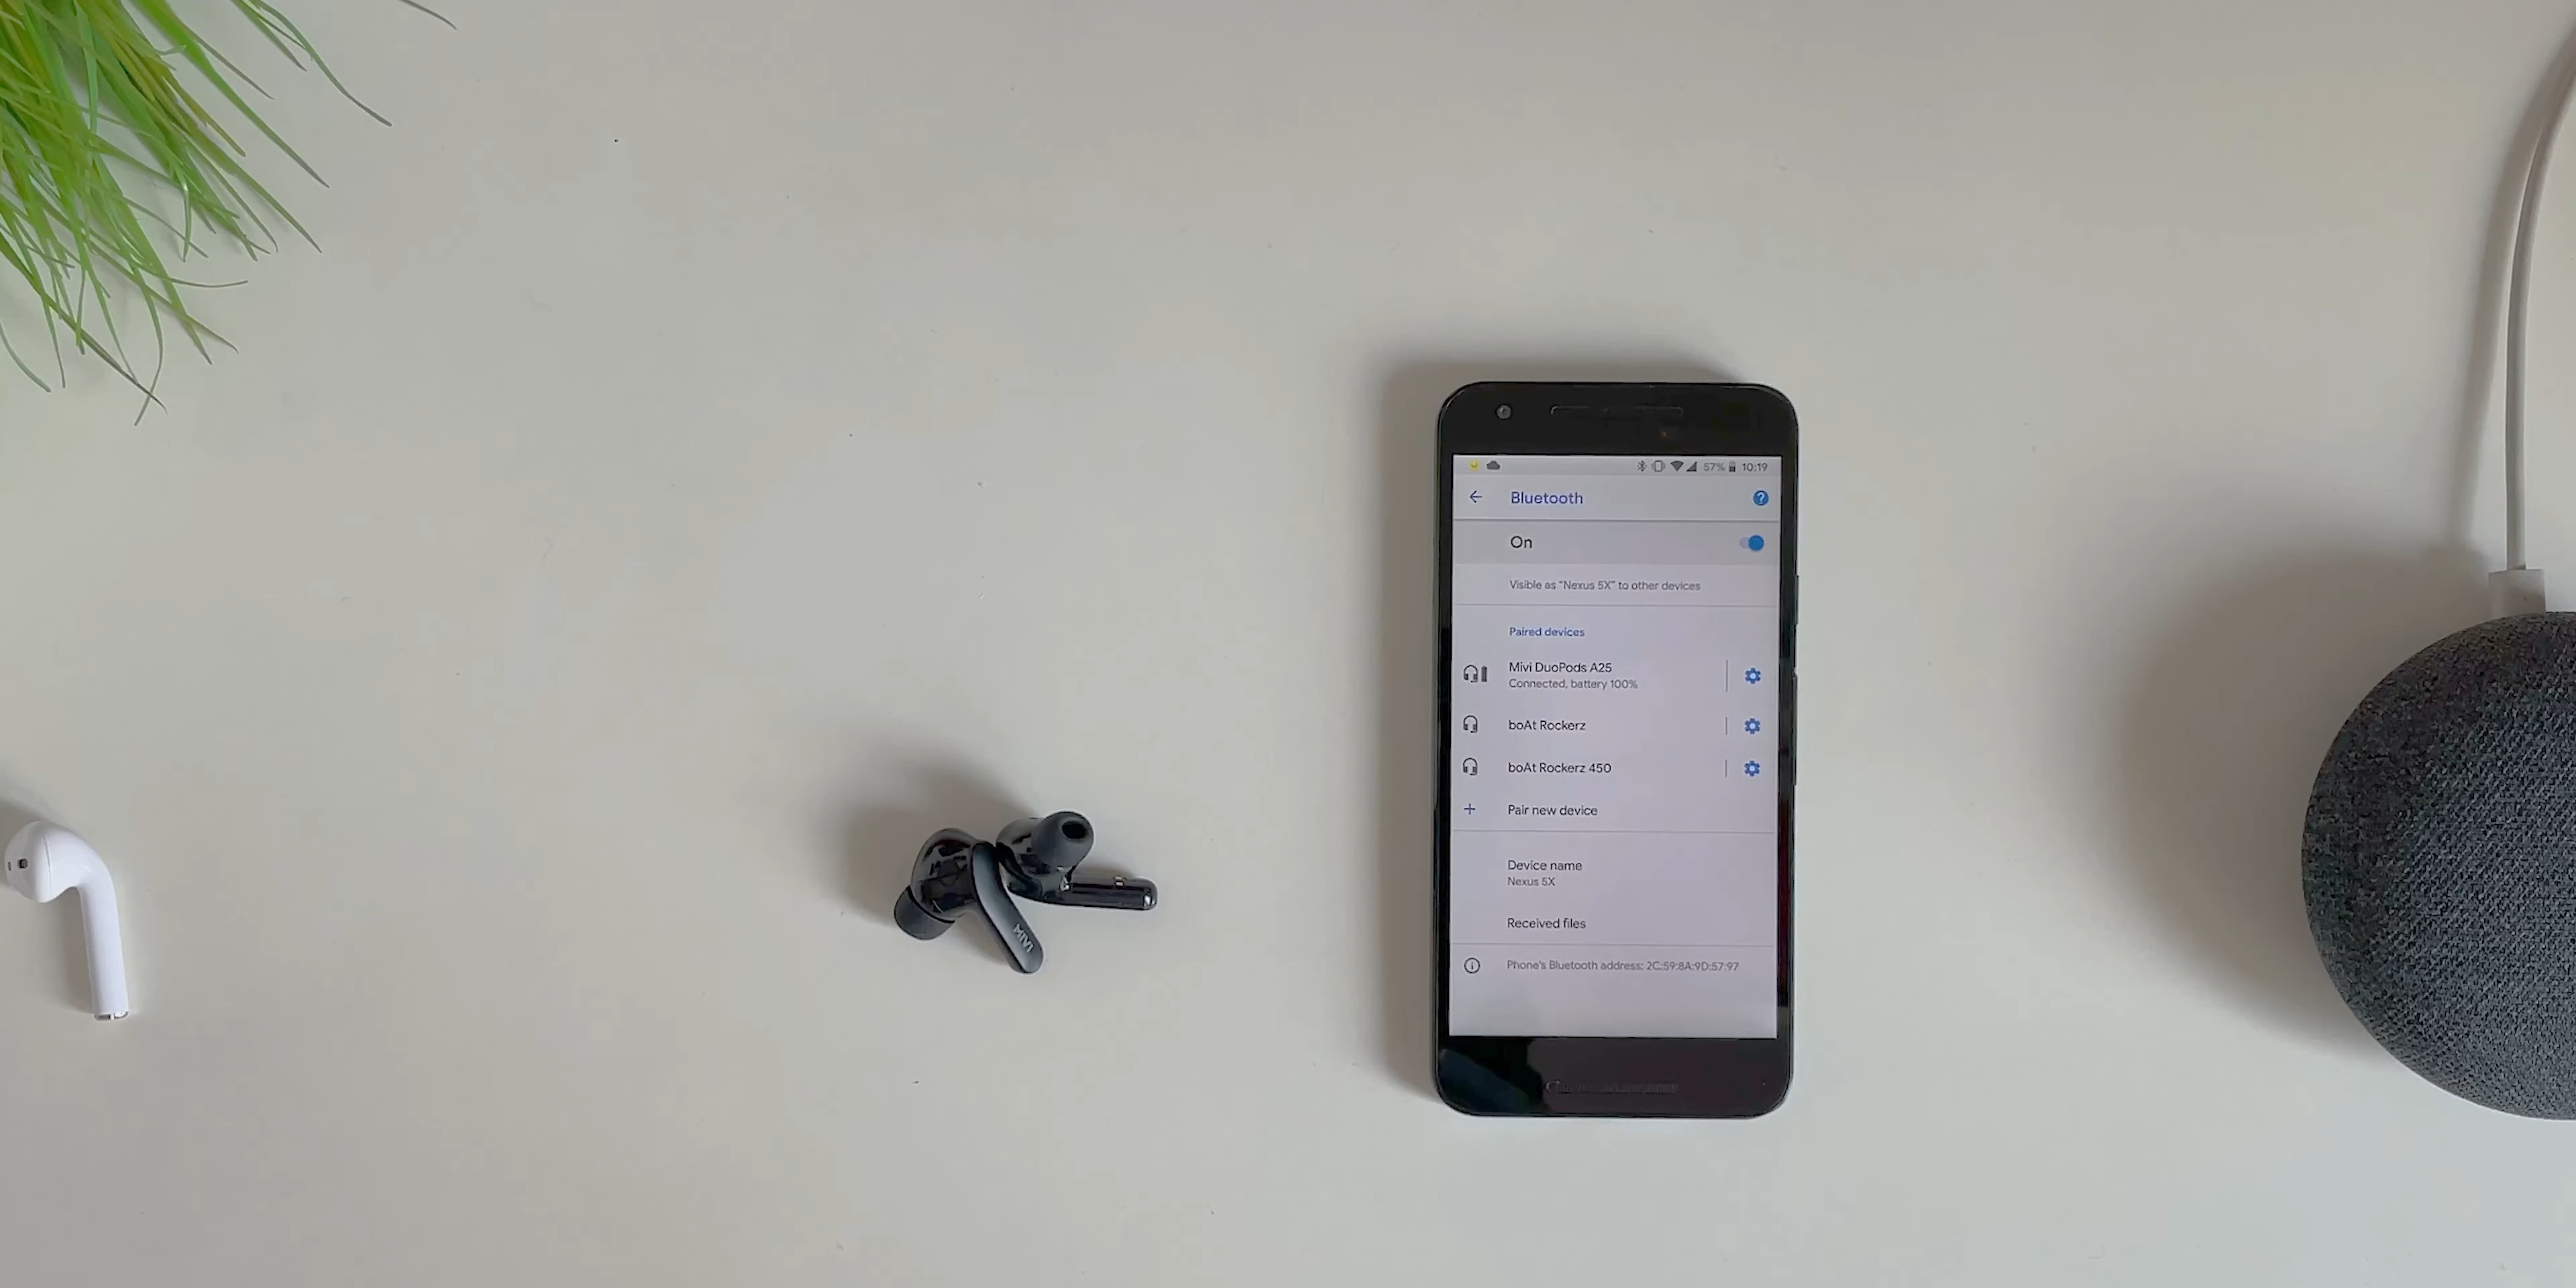 57% 10:19
Bluetooth
On
Visible as "Nexus 5X" to other devices
Paired devices
Mivi DuoPods A25
Connected, battery 100%
boAt Rockerz
boAt Rockerz 450
Pair new device
Device name
Nexus 5X
Received files
Phone's Bluetooth address: 2C:59:8A:9D:57:97
MIVI